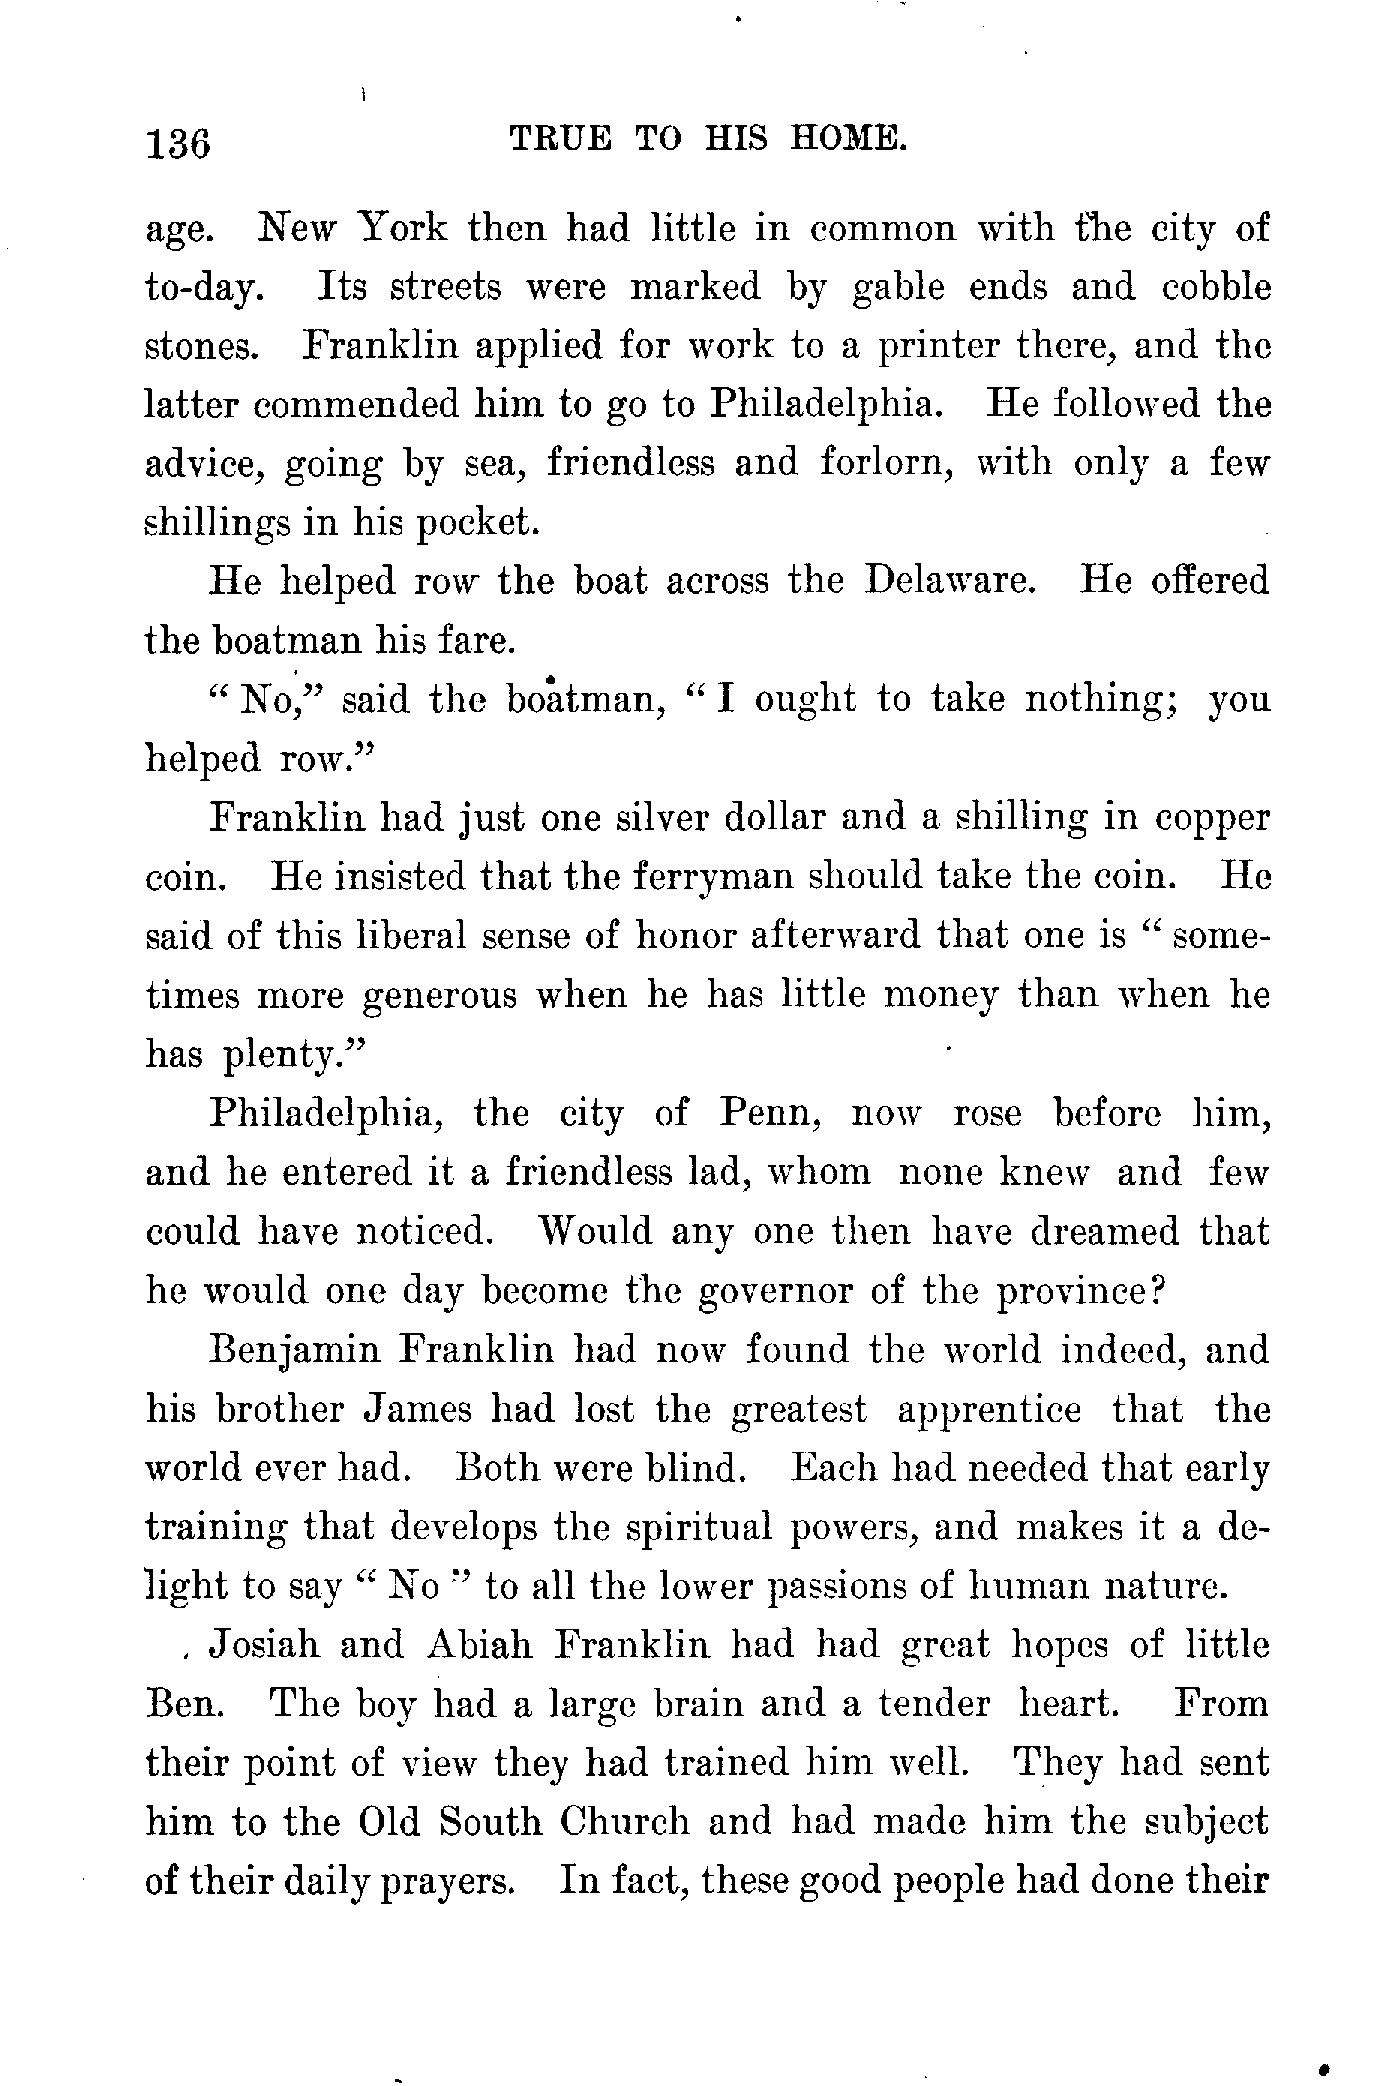 136 TRUE TO HIS HOME.
age. New York then had little in common with the city of
to-day. Its streets were marked by gable ends and cobble
stones. Franklin applied for work to a printer there, and the
latter commended him to go to Philadelphia. He followed the
advice, going by sea, friendless and forlorn, with only a few
shillings in his pocket.
He helped row the boat across the Delaware. He offered
the boatman his fare.
“ No,” said the boatman, “ I ought to take nothing; you
helped row.”
Franklin had just one silver dollar and a shilling in copper
coin. He insisted that the ferryman should take the coin. He
said of this liberal sense of honor afterward that one is “ some-
times more generous when he has little money than when he
has plenty.”
Philadelphia, the city of Penn, now rose before him,
and he entered it a friendless lad, whom none knew and few
could have noticed. Would any one then have dreamed that
he would one day become the governor of the province?
Benjamin Franklin had now found the world indeed, and
his brother James had lost the greatest apprentice that the
world ever had. Both were blind. Each had needed that early
training that develops the spiritual powers, and makes it a de-
light to say “ No ” to all the lower passions of human nature.
Josiah and Abiah Franklin had had great hopes of little
Ben. The boy had a large brain and a tender heart. From
their point of view they had trained him well. They had sent
him to the Old South Church and had made him the subject
of their daily prayers. In fact, these good people had done their